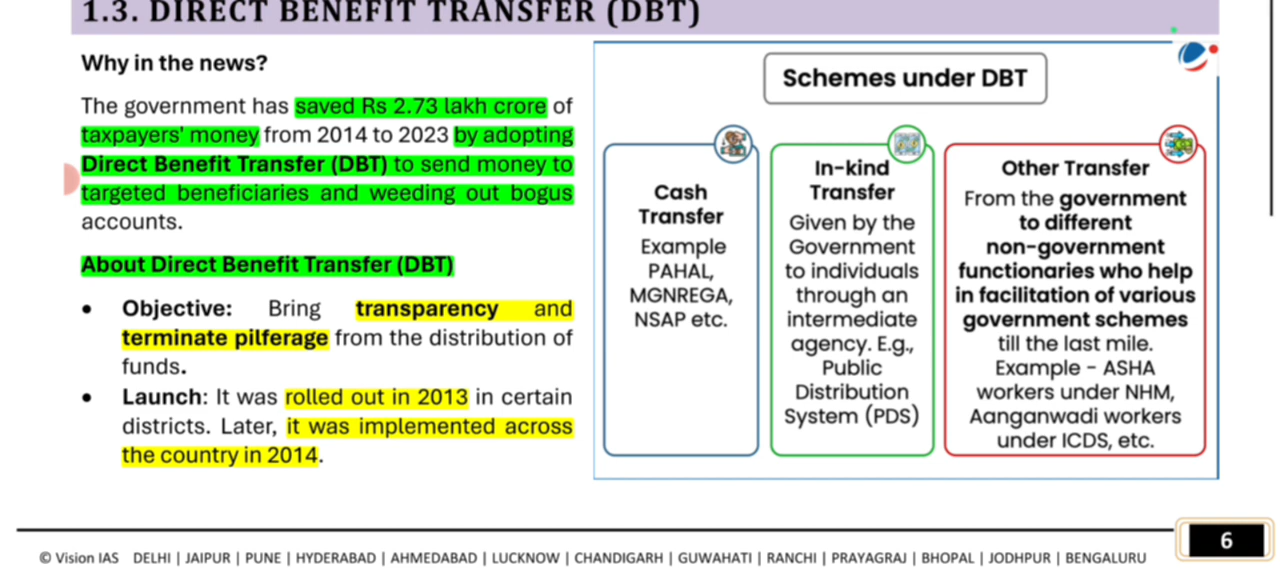 1.3. DIRECT BENEFIT TRANSFER (DBT)
Why in the news?
The government has saved Rs 2.73 lakh crore of
taxpayers' money from 2014 to 2023 by adopting
Direct Benefit Transfer (DBT) to send money to
targeted beneficiaries and weeding out bogus
accounts.
About Direct Benefit Transfer (DBT)
• Objective: Bring transparency and
terminate pilferage from the distribution of
funds.
• Launch: It was rolled out in 2013 in certain
districts. Later, it was implemented across
the country in 2014.
Schemes under DBT
Cash
Transfer
Example
PAHAL,
MGNREGA,
NSAP etc.
In-kind
Transfer
Given by the
Government
to individuals
through an
intermediate
agency. E.g.,
Public
Distribution
System (PDS)
Other Transfer
From the government
to different
non-government
functionaries who help
in facilitation of various
government schemes
till the last mile.
Example - ASHA
workers under NHM,
Aanganwadi workers
under ICDS, etc.
6
© Vision IAS DELHI | JAIPUR | PUNE | HYDERABAD | AHMEDABAD | LUCKNOW | CHANDIGARH | GUWAHATI | RANCHI | PRAYAGRAJ | BHOPAL | JODHPUR | BENGALURU